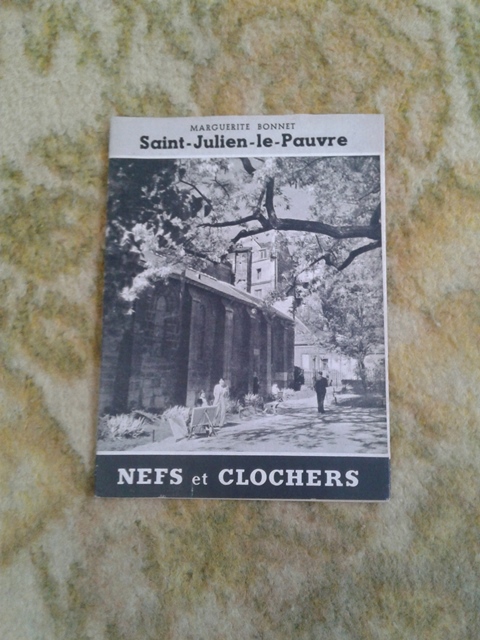 MARGUERITE BONNET
Saint-Julien-le-Pauvre
NEFS et CLOCHERS